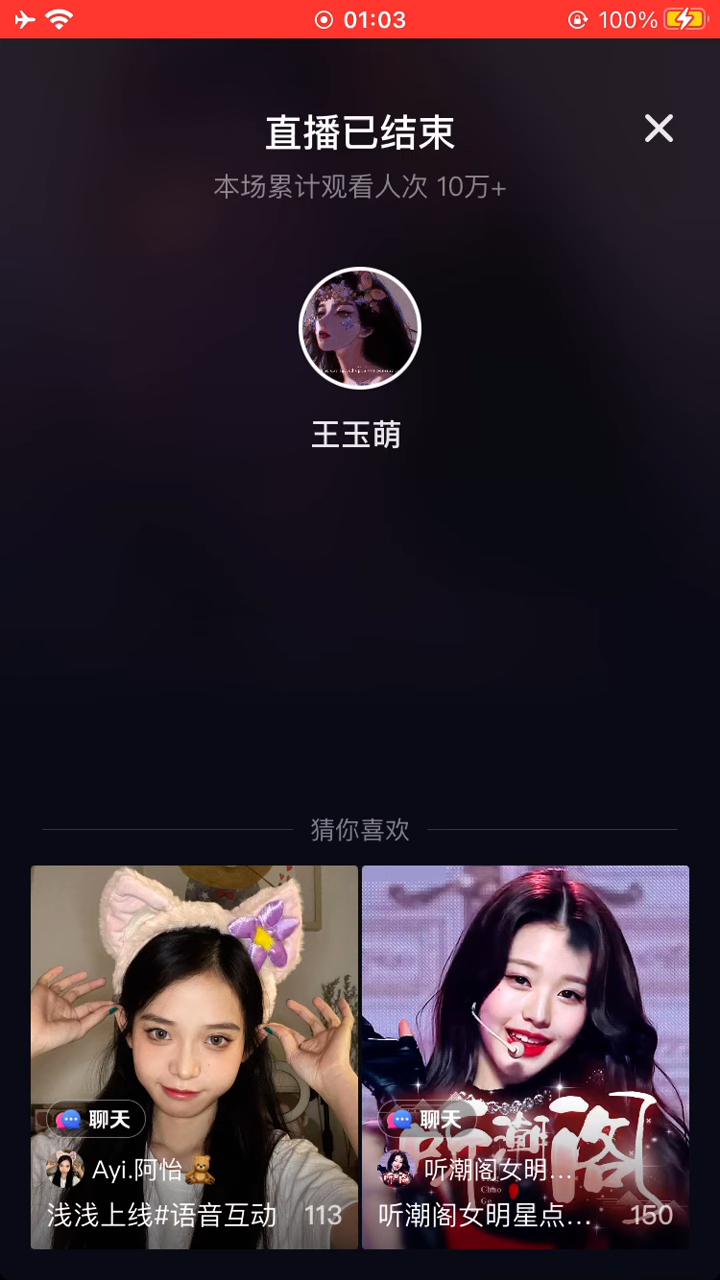 01:03
100%
直播已结束
本场累计观看人次 10万+
王玉萌
猜你喜欢
聊天
Ayi.阿怡
浅浅上线#语音互动 113
聊天
听潮阁
听潮阁女明...
听潮阁女明星点... 150